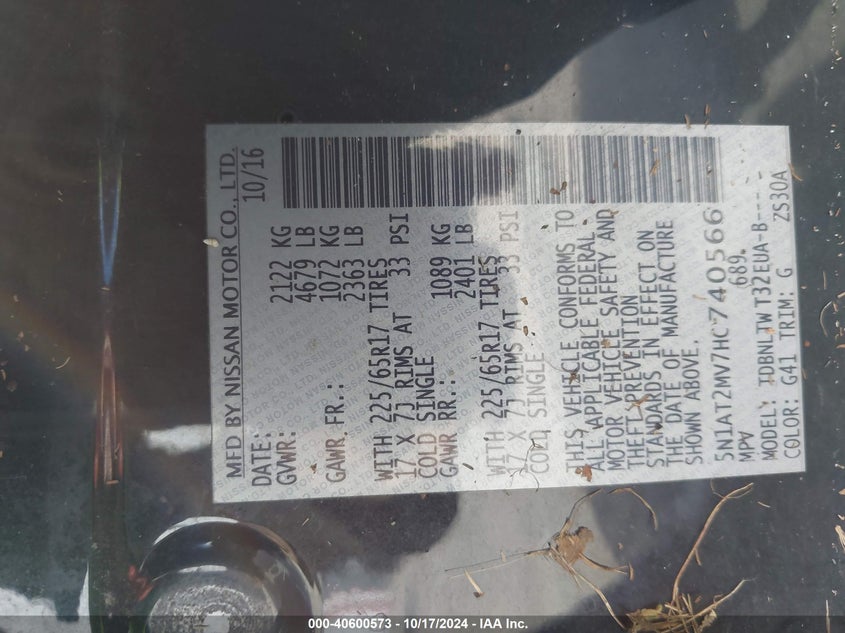 MFD BY NISSAN MOTOR CO., LTD.
DATE: 10/16
GVWR: 2122 KG
4679 LB
GAWR FR.: 1072 KG
2363 LB
WITH 225/65R17 TIRES
17 X 7J RIMS AT 33 PSI
COLD SINGLE
GAWR RR.: 1089 KG
2401 LB
WITH 225/65R17 TIRES
17 X 7J RIMS AT 33 PSI
COLD SINGLE
THIS VEHICLE CONFORMS TO
ALL APPLICABLE FEDERAL
MOTOR VEHICLE SAFETY AND
THEFT PREVENTION
STANDARDS IN EFFECT ON
THE DATE OF MANUFACTURE
SHOWN ABOVE.
5N1AT2MV7HC740566
MPV 689.
MODEL: TDBNLJW T32EUA-B----
COLOR: G41 TRIM: G ZS30A
000-40600573 - 10/17/2024 - IAA Inc.